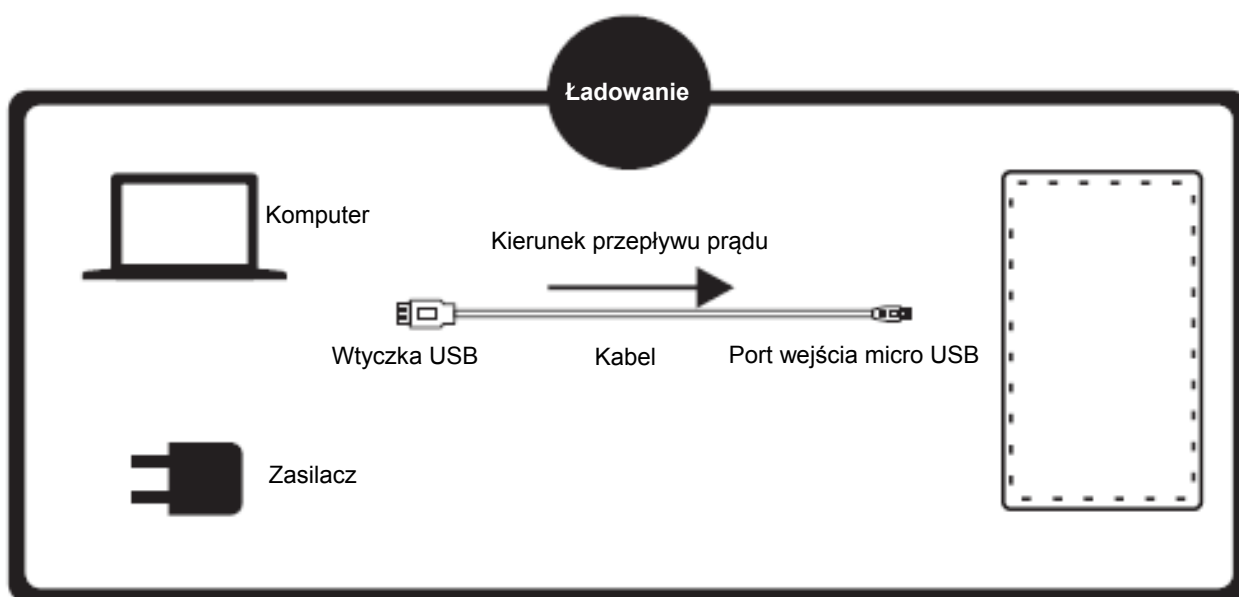 Ładowanie
Komputer
Kierunek przepływu prądu
Wtyczka USB
Kabel
Port wejścia micro USB
Zasilacz